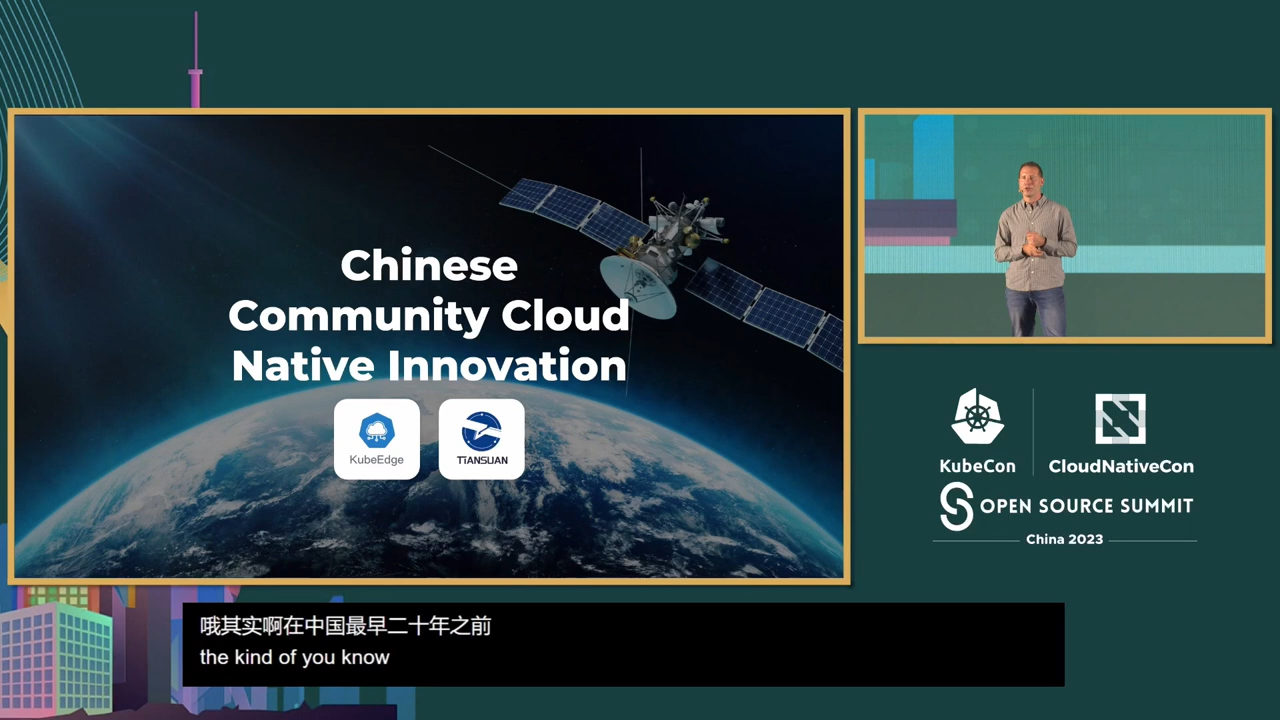 Chinese
Community Cloud
Native Innovation
KubeEdge
TIANSUAN
KubeCon
CloudNativeCon
OPEN SOURCE SUMMIT
China 2023
哦其实啊在中国最早二十年之前
the kind of you know